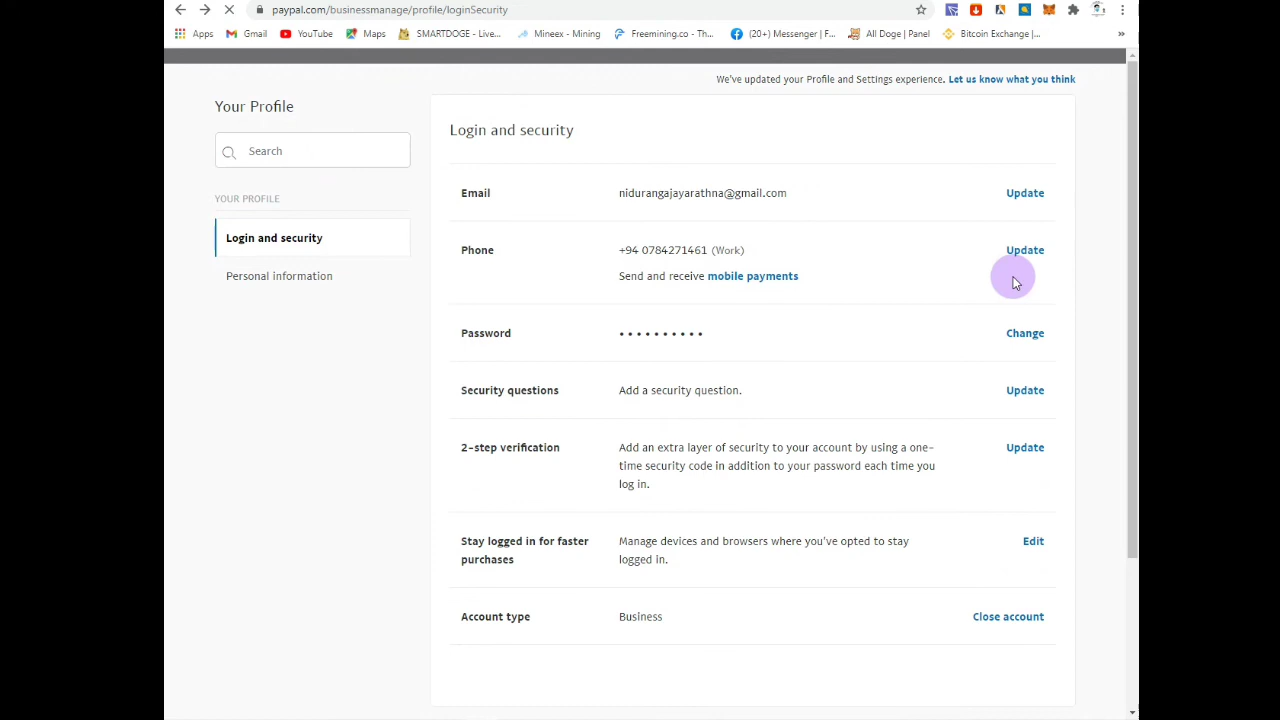 paypal.com/businessmanage/profile/loginSecurity
Apps Gmail YouTube Maps SMARTDOGE - Live... Mineex - Mining Freemining.co - Th... (20+) Messenger | F... All Doge | Panel Bitcoin Exchange |... »
We've updated your Profile and Settings experience. Let us know what you think
Your Profile
Search
YOUR PROFILE
Login and security
Personal information
Login and security
Email nidurangajayarathna@gmail.com Update
Phone +94 0784271461 (Work) Update
Send and receive mobile payments
Password •••••••••• Change
Security questions Add a security question. Update
2-step verification Add an extra layer of security to your account by using a one- Update
time security code in addition to your password each time you
log in.
Stay logged in for faster Manage devices and browsers where you've opted to stay Edit
purchases logged in.
Account type Business Close account